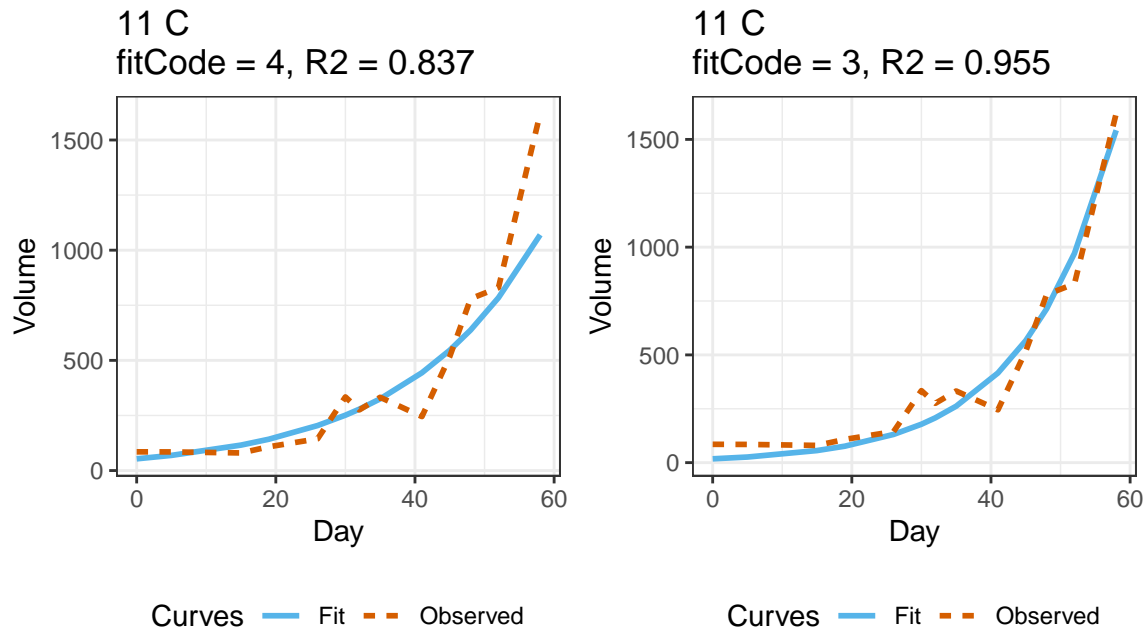 11 C
fitCode = 4, R2 = 0.837
1500
1000
500
0
Volume
0
20
40
60
Day
Curves
Fit
Observed
11 C
fitCode = 3, R2 = 0.955
1500
1000
500
0
Volume
0
20
40
60
Day
Curves
Fit
Observed